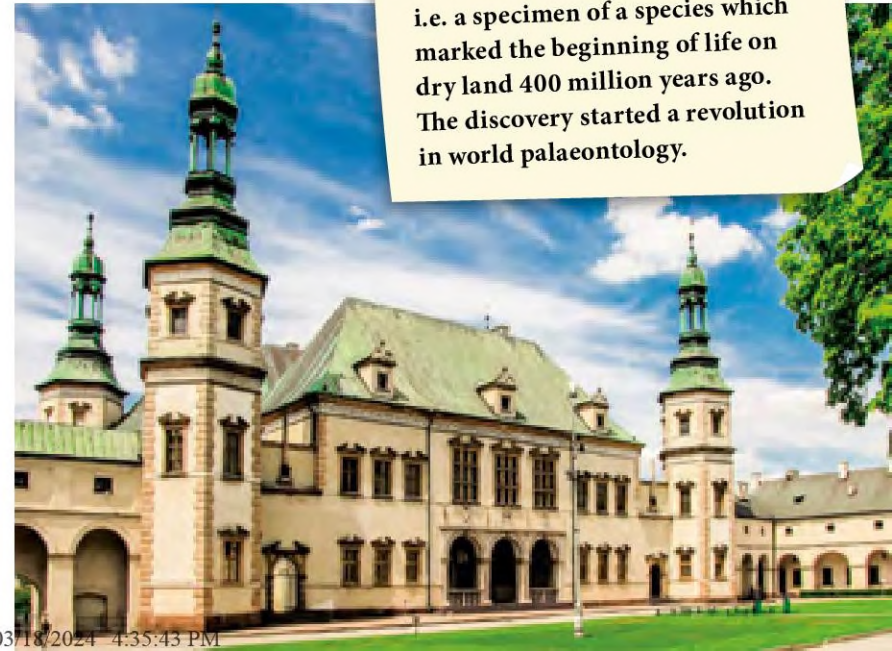 i.e. a specimen of a species which
marked the beginning of life on
dry land 400 million years ago.
The discovery started a revolution
in world palaeontology.
03/18/2024 4:35:43 PM